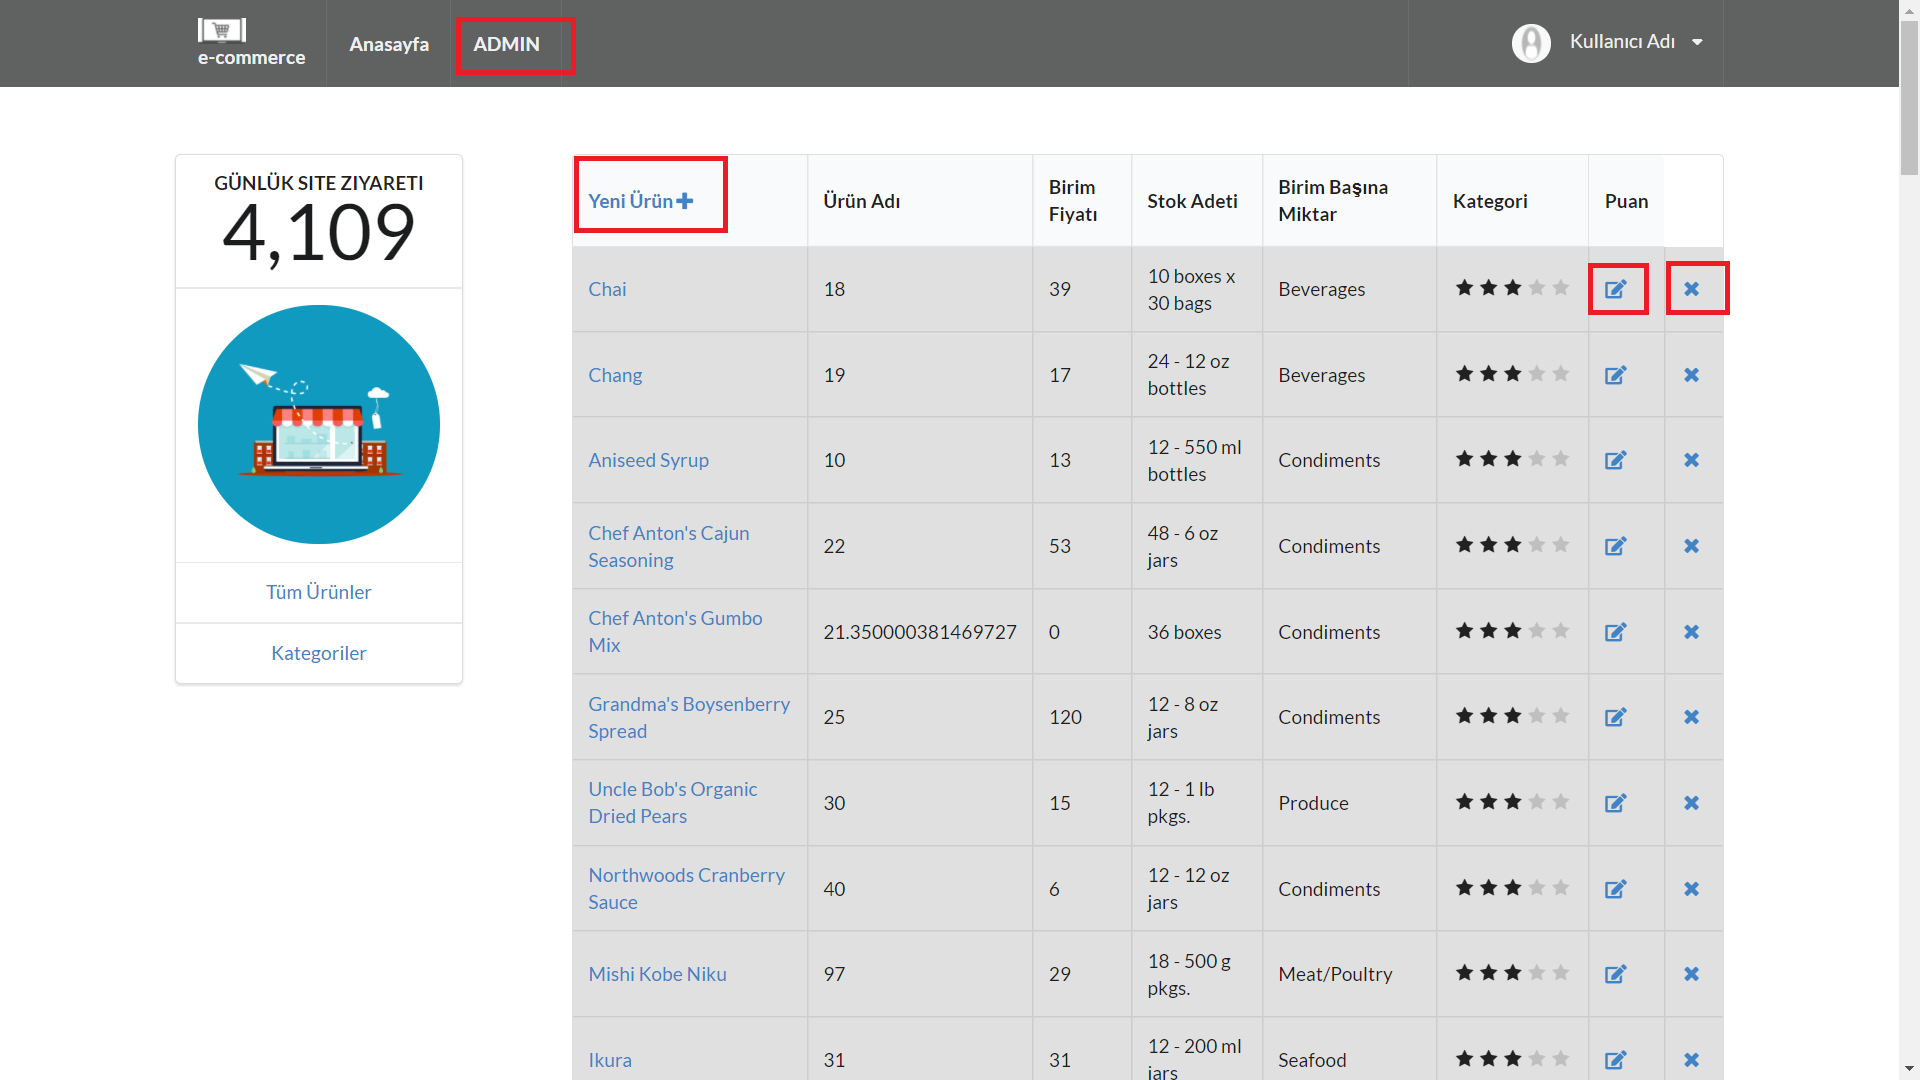 e-commerce
Anasayfa
ADMIN
Kullanıcı Adı
GÜNLÜK SITE ZIYARETI
4,109
Tüm Ürünler
Kategoriler
Yeni Ürün
Ürün Adı
Birim
Fiyatı
Stok Adeti
Birim Başına
Miktar
Kategori
Puan
Chai
18
39
10 boxes x
30 bags
Beverages
Chang
19
17
24 - 12 oz
bottles
Beverages
Aniseed Syrup
10
13
12 - 550 ml
bottles
Condiments
Chef Anton's Cajun
Seasoning
22
53
48 - 6 oz
jars
Condiments
Chef Anton's Gumbo
Mix
21.350000381469727
0
36 boxes
Condiments
Grandma's Boysenberry
Spread
25
120
12 - 8 oz
jars
Condiments
Uncle Bob's Organic
Dried Pears
30
15
12 - 1 lb
pkgs.
Produce
Northwoods Cranberry
Sauce
40
6
12 - 12 oz
jars
Condiments
Mishi Kobe Niku
97
29
18 - 500 g
pkgs.
Meat/Poultry
Ikura
31
31
12 - 200 ml
jars
Seafood